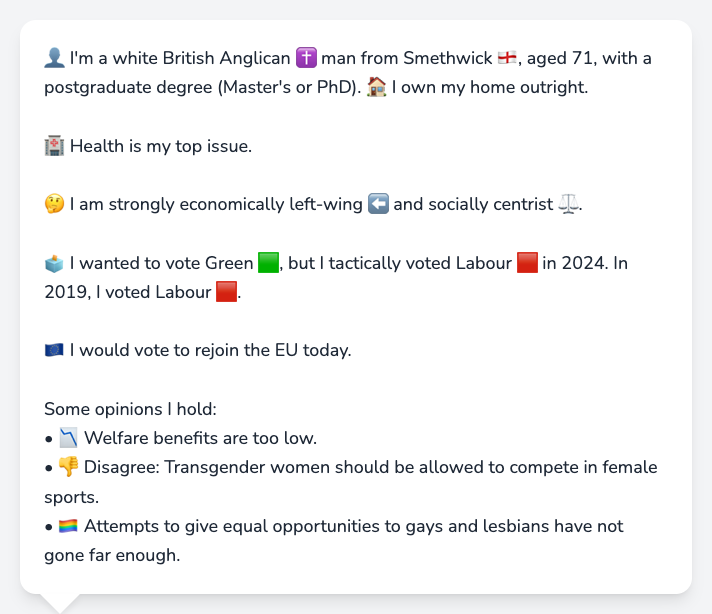 👤 I'm a white British Anglican ✝️ man from Smethwick 🏴󠁧󠁢󠁥󠁮󠁧󠁿, aged 71, with a
postgraduate degree (Master's or PhD). 🏠 I own my home outright.
🏥 Health is my top issue.
🤔 I am strongly economically left-wing ⬅️ and socially centrist ⚖️.
🗳️ I wanted to vote Green 🟩, but I tactically voted Labour 🟥 in 2024. In
2019, I voted Labour 🟥.
🇪🇺 I would vote to rejoin the EU today.
Some opinions I hold:
• 📉 Welfare benefits are too low.
• 👎 Disagree: Transgender women should be allowed to compete in female
sports.
• 🏳️‍🌈 Attempts to give equal opportunities to gays and lesbians have not
gone far enough.